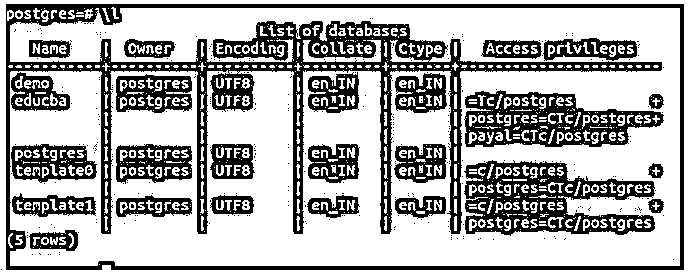 postgres=# \l
List of databases
Name | Owner | Encoding | Collate | Ctype | Access privileges
demo | postgres | UTF8 | en_IN | en_IN |
educba | postgres | UTF8 | en_IN | en_IN | =Tc/postgres +
| | | | | postgres=CTc/postgres+
| | | | | payal=CTc/postgres
postgres | postgres | UTF8 | en_IN | en_IN |
template0 | postgres | UTF8 | en_IN | en_IN | =c/postgres +
| | | | | postgres=CTc/postgres
template1 | postgres | UTF8 | en_IN | en_IN | =c/postgres +
| | | | | postgres=CTc/postgres
(5 rows)